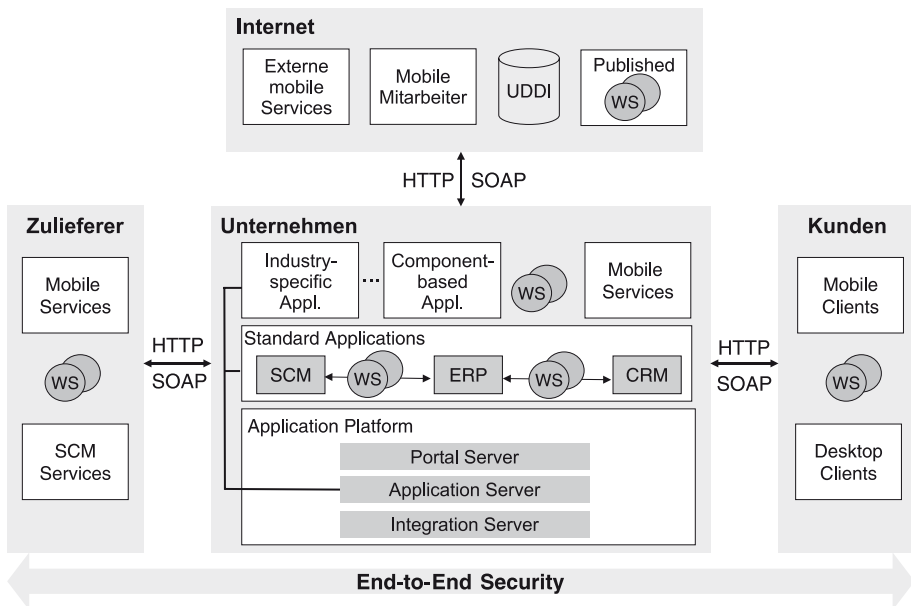 Internet
Externe
mobile
Services
Mobile
Mitarbeiter
UDDI
Published
WS
HTTP
SOAP
Zulieferer
Mobile
Services
WS
SCM
Services
HTTP
SOAP
Unternehmen
Industry-
specific
Appl.
...
Component-
based
Appl.
WS
Mobile
Services
Standard Applications
SCM
WS
ERP
WS
CRM
Application Platform
Portal Server
Application Server
Integration Server
HTTP
SOAP
Kunden
Mobile
Clients
WS
Desktop
Clients
End-to-End Security